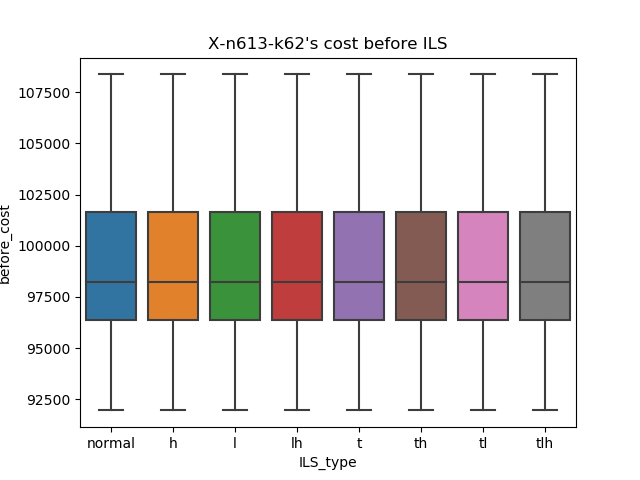 X-n613-k62's cost before ILS
107500
105000
102500
100000
97500
95000
92500
before_cost
normal h l lh t th tl tlh
ILS_type